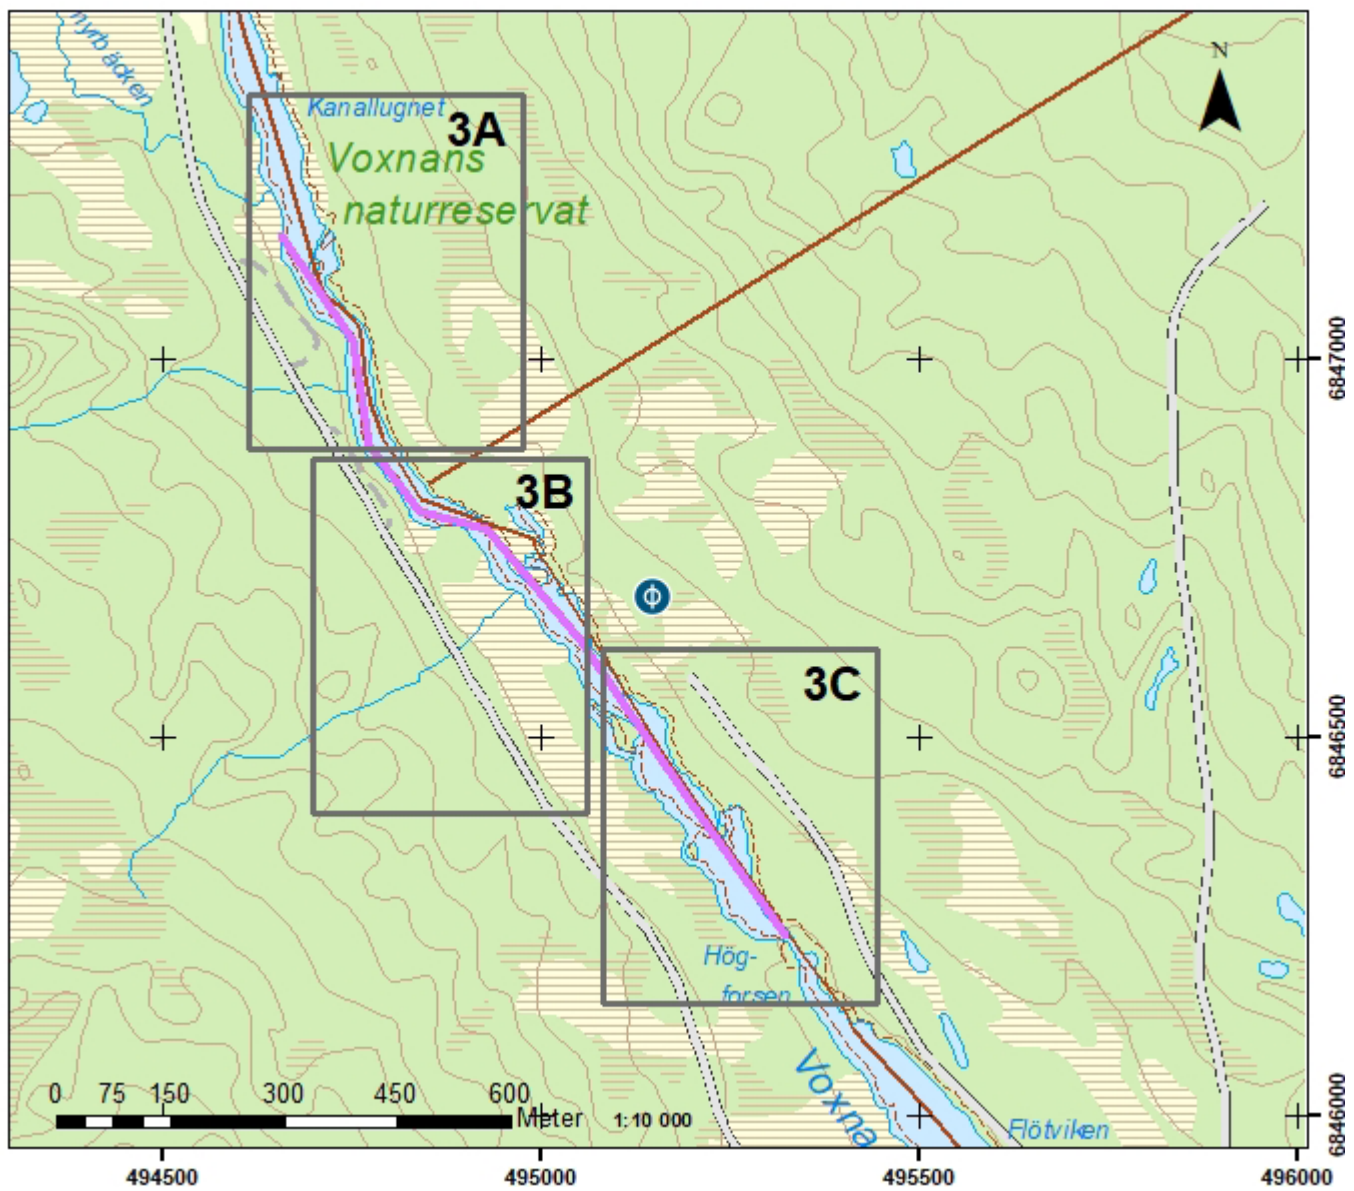 nyrbäcken
N
Kanallugnet
3A
Voxnans
naturreservat
6847000
3B
Φ
3C
6846500
Hög-
forsen
Voxna
0 75 150 300 450 600
Meter
1:10 000
Flötviken
6846000
494500 495000 495500 496000